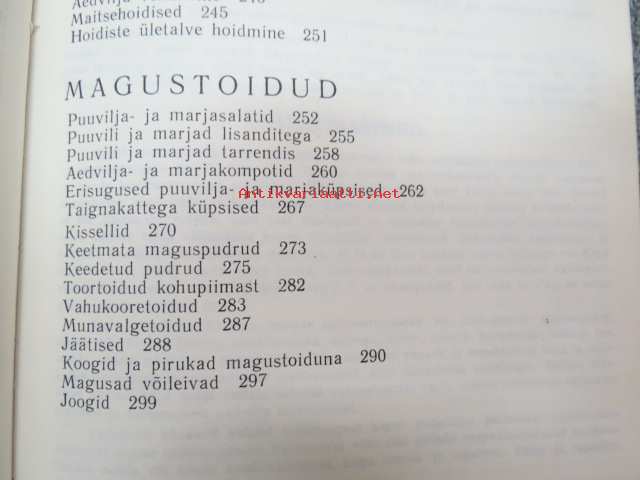 Maitsehoidised 245
Hoidiste ületalve hoidmine 251
MAGUSTOIDUD
Puuvilja- ja marjasalatid 252
Puuvili ja marjad lisanditega 255
Puuvili ja marjad tarrendis 258
Aedvilja- ja marjakompotid 260
Erisugused puuvilja- ja marjaküpsised 262
Antikvariaatti.net
Taignakattega küpsised 267
Kissellid 270
Keetmata maguspudrud 273
Keedetud pudrud 275
Toortoidud kohupiimast 282
Vahukooretoidud 283
Munavalgetoidud 287
Jäätised 288
Koogid ja pirukad magustoiduna 290
Magusad võileivad 297
Joogid 299